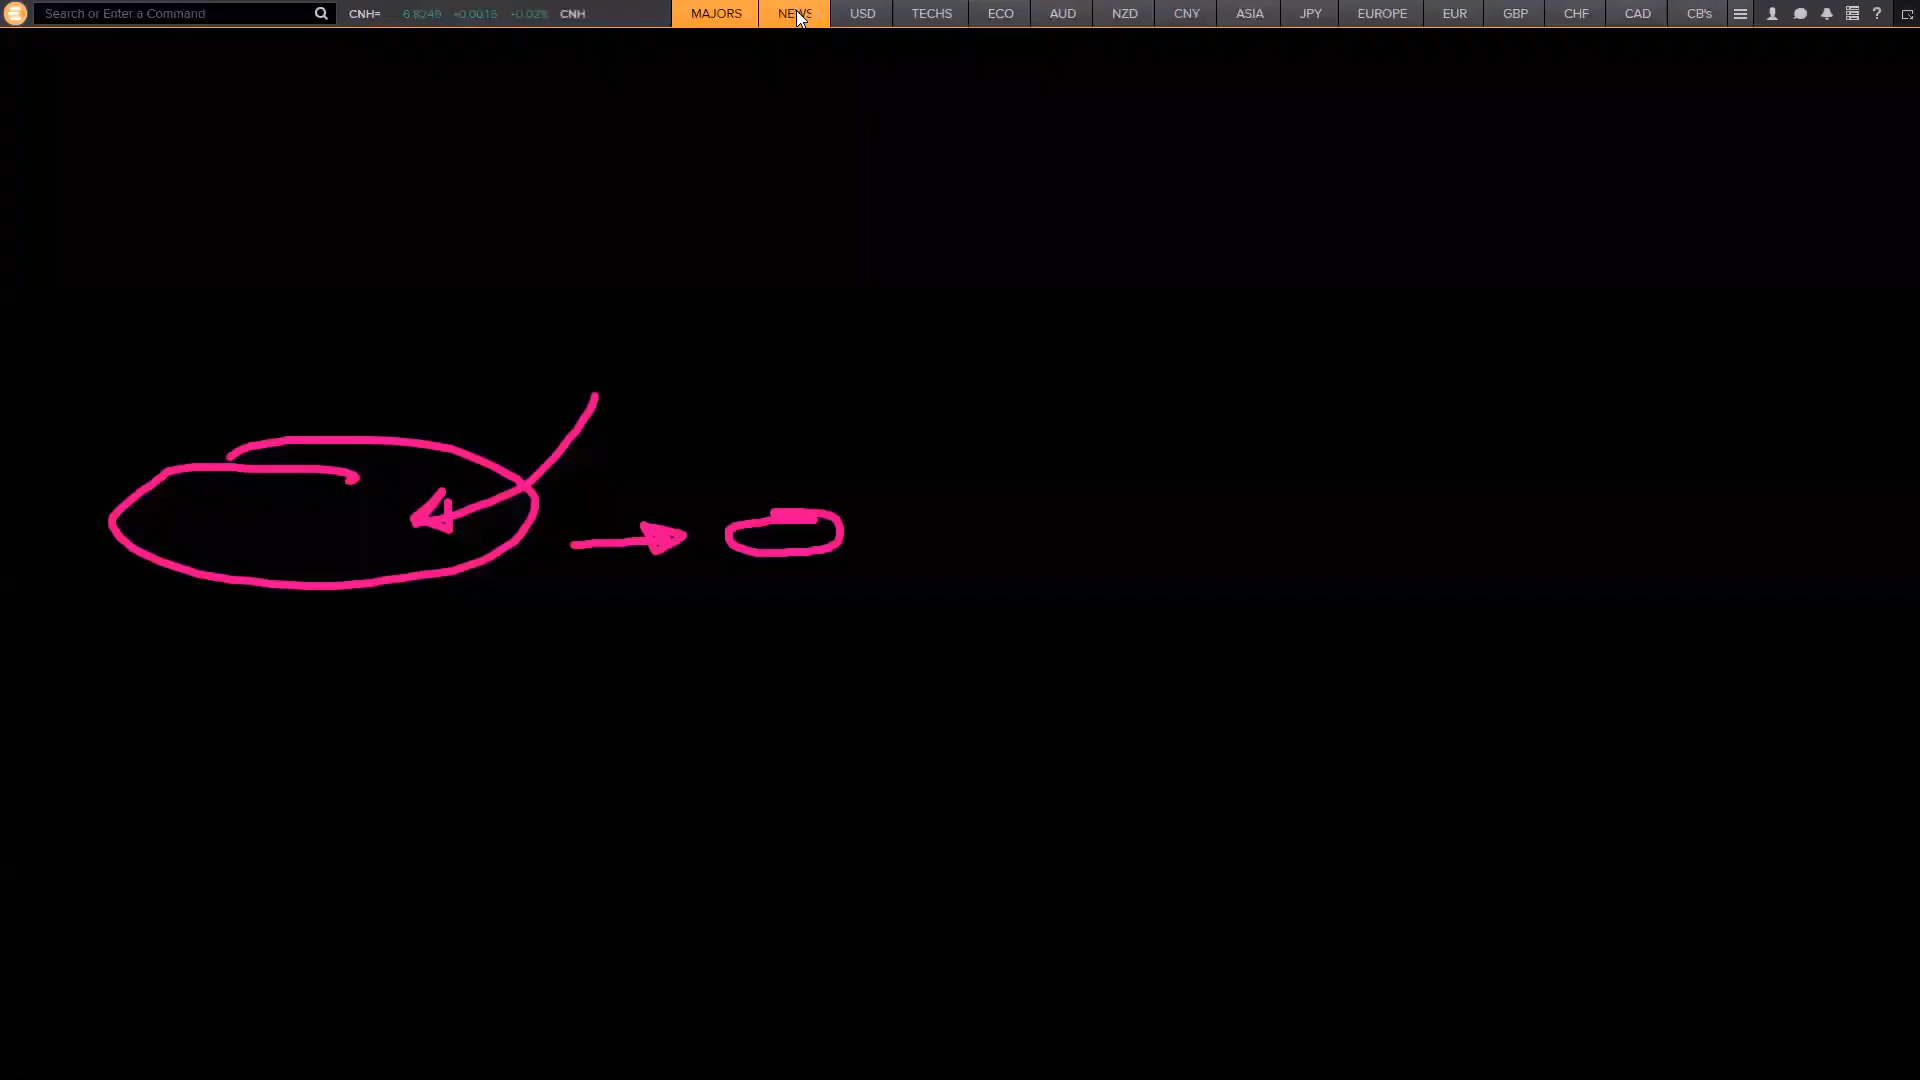 Search or Enter a Command CNH= 6.8249 +0.0015 +0.02% CNH MAJORS NEWS USD TECHS ECO AUD NZD CNY ASIA JPY EUROPE EUR GBP CHF CAD CB's ?